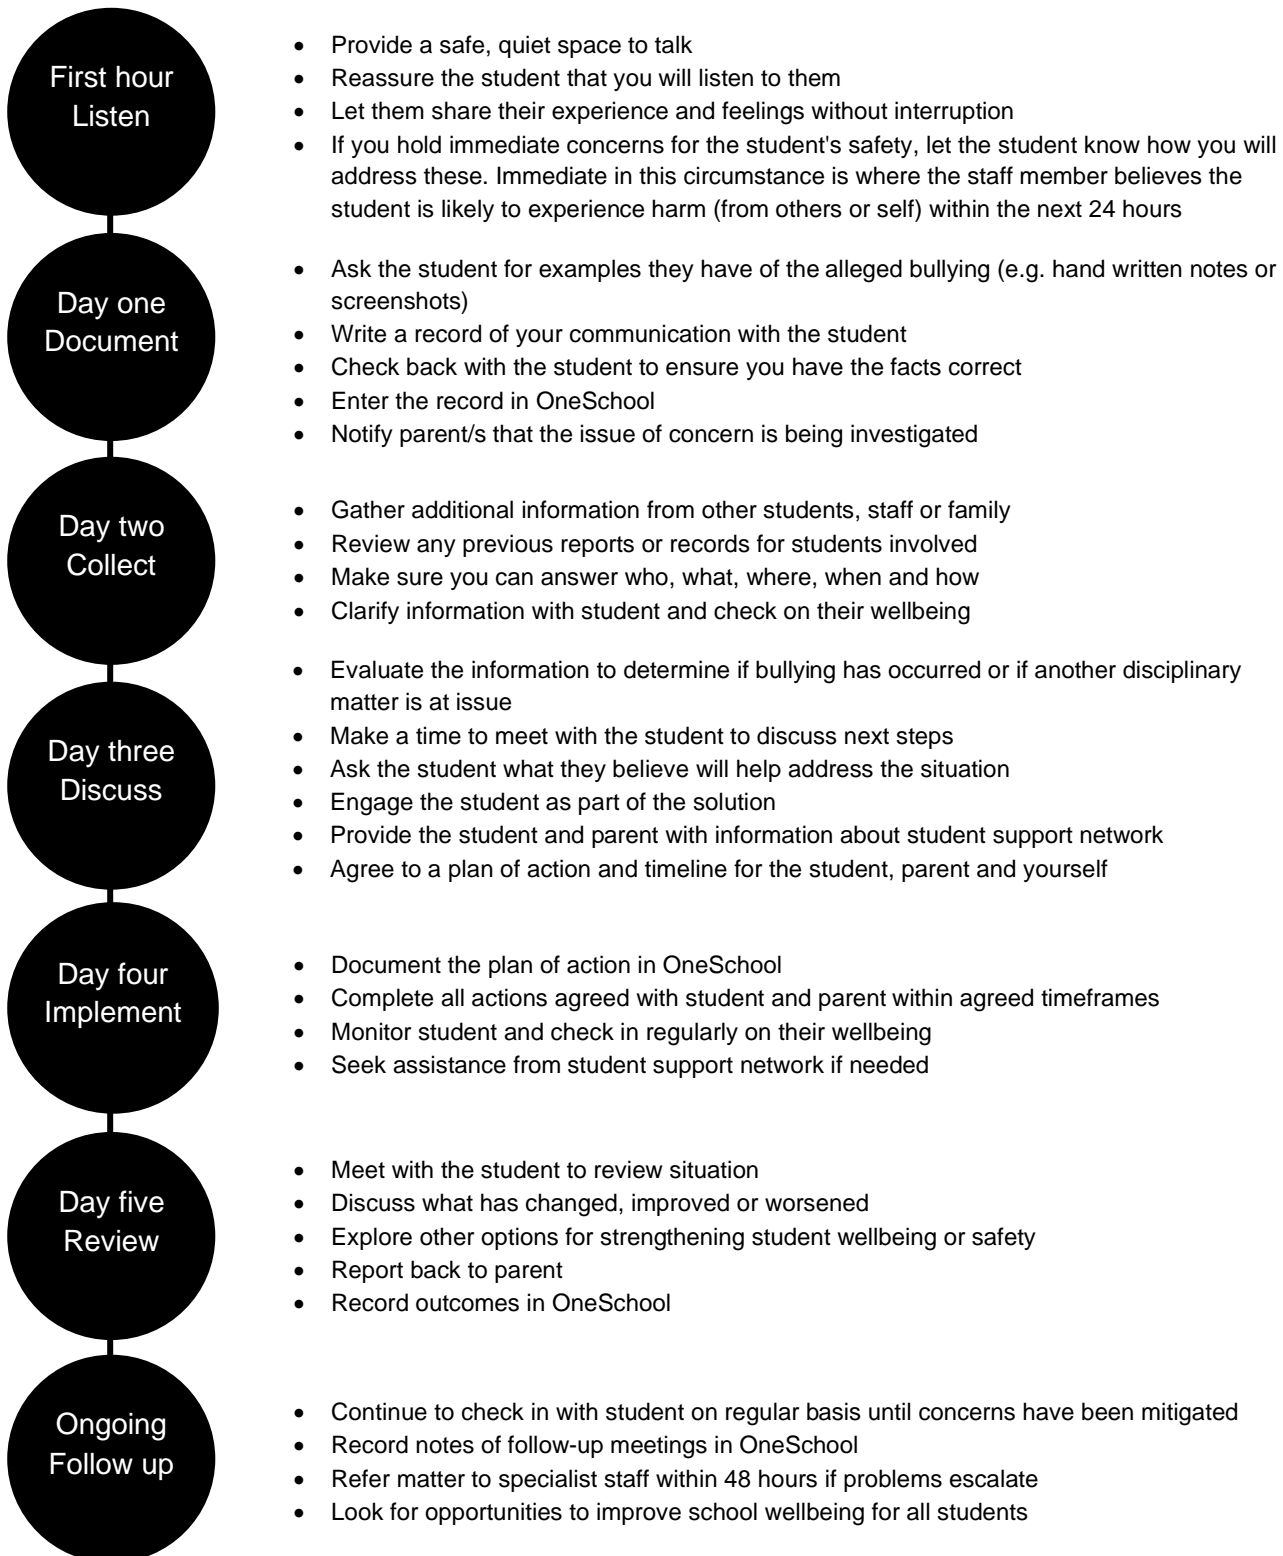 First hour
Listen
• Provide a safe, quiet space to talk
• Reassure the student that you will listen to them
• Let them share their experience and feelings without interruption
• If you hold immediate concerns for the student's safety, let the student know how you will
address these. Immediate in this circumstance is where the staff member believes the
student is likely to experience harm (from others or self) within the next 24 hours
Day one
Document
• Ask the student for examples they have of the alleged bullying (e.g. hand written notes or
screenshots)
• Write a record of your communication with the student
• Check back with the student to ensure you have the facts correct
• Enter the record in OneSchool
• Notify parent/s that the issue of concern is being investigated
Day two
Collect
• Gather additional information from other students, staff or family
• Review any previous reports or records for students involved
• Make sure you can answer who, what, where, when and how
• Clarify information with student and check on their wellbeing
Day three
Discuss
• Evaluate the information to determine if bullying has occurred or if another disciplinary
matter is at issue
• Make a time to meet with the student to discuss next steps
• Ask the student what they believe will help address the situation
• Engage the student as part of the solution
• Provide the student and parent with information about student support network
• Agree to a plan of action and timeline for the student, parent and yourself
Day four
Implement
• Document the plan of action in OneSchool
• Complete all actions agreed with student and parent within agreed timeframes
• Monitor student and check in regularly on their wellbeing
• Seek assistance from student support network if needed
Day five
Review
• Meet with the student to review situation
• Discuss what has changed, improved or worsened
• Explore other options for strengthening student wellbeing or safety
• Report back to parent
• Record outcomes in OneSchool
Ongoing
Follow up
• Continue to check in with student on regular basis until concerns have been mitigated
• Record notes of follow-up meetings in OneSchool
• Refer matter to specialist staff within 48 hours if problems escalate
• Look for opportunities to improve school wellbeing for all students